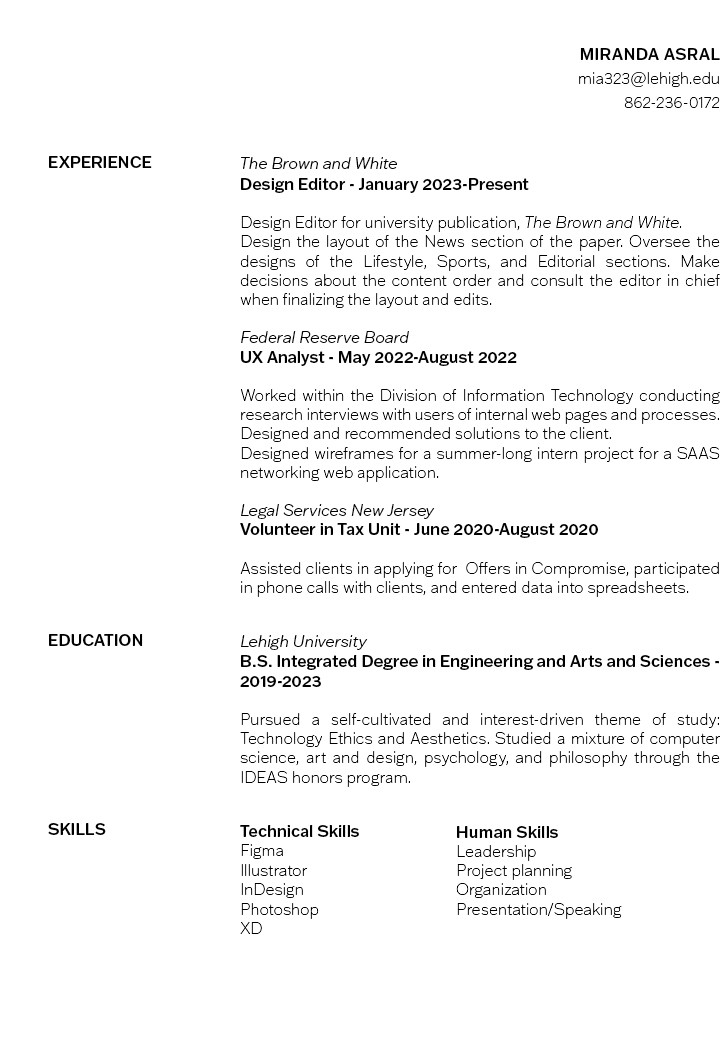 MIRANDA ASRAL
mia323@lehigh.edu
862-236-0172
EXPERIENCE
The Brown and White
Design Editor - January 2023-Present
Design Editor for university publication, The Brown and White.
Design the layout of the News section of the paper. Oversee the
designs of the Lifestyle, Sports, and Editorial sections. Make
decisions about the content order and consult the editor in chief
when finalizing the layout and edits.
Federal Reserve Board
UX Analyst - May 2022-August 2022
Worked within the Division of Information Technology conducting
research interviews with users of internal web pages and processes.
Designed and recommended solutions to the client.
Designed wireframes for a summer-long intern project for a SAAS
networking web application.
Legal Services New Jersey
Volunteer in Tax Unit - June 2020-August 2020
Assisted clients in applying for  Offers in Compromise, participated
in phone calls with clients, and entered data into spreadsheets.
EDUCATION
Lehigh University
B.S. Integrated Degree in Engineering and Arts and Sciences -
2019-2023
Pursued a self-cultivated and interest-driven theme of study:
Technology Ethics and Aesthetics. Studied a mixture of computer
science, art and design, psychology, and philosophy through the
IDEAS honors program.
SKILLS
Technical Skills
Figma
Illustrator
InDesign
Photoshop
XD
Human Skills
Leadership
Project planning
Organization
Presentation/Speaking